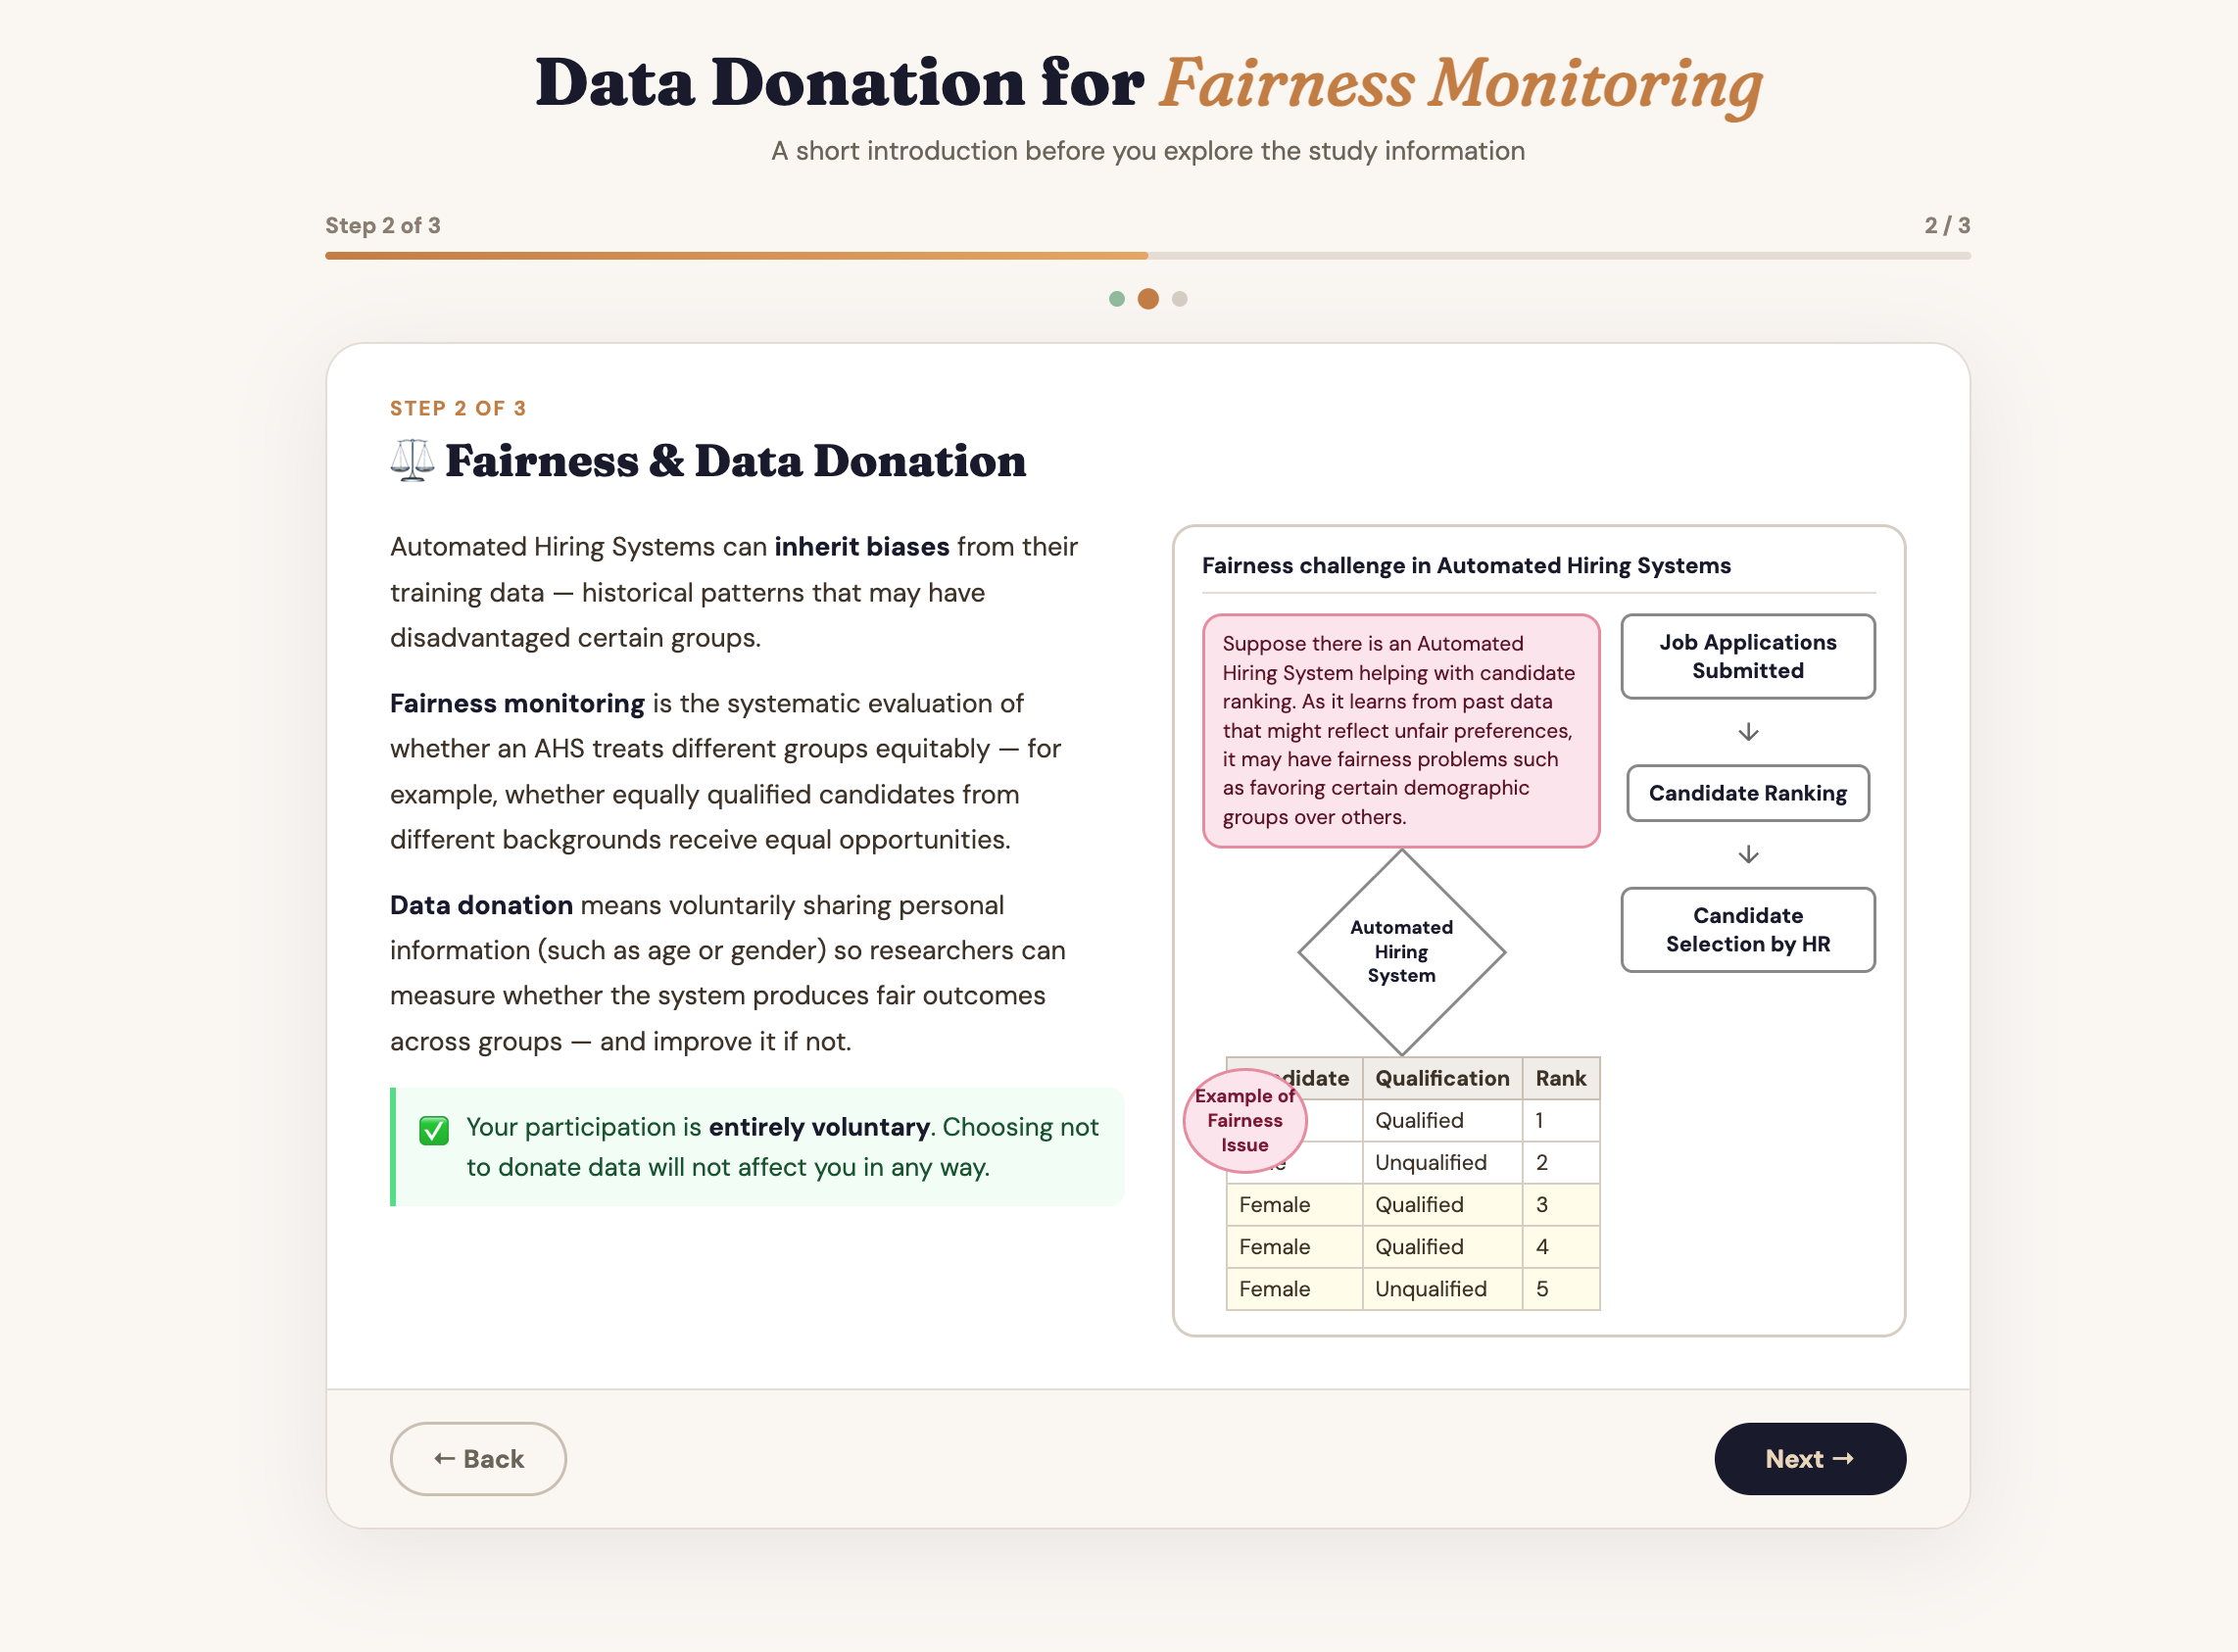 Data Donation for Fairness Monitoring
A short introduction before you explore the study information
Step 2 of 3
2 / 3
STEP 2 OF 3
Fairness & Data Donation
Automated Hiring Systems can inherit biases from their
training data — historical patterns that may have
disadvantaged certain groups.
Fairness monitoring is the systematic evaluation of
whether an AHS treats different groups equitably — for
example, whether equally qualified candidates from
different backgrounds receive equal opportunities.
Data donation means voluntarily sharing personal
information (such as age or gender) so researchers can
measure whether the system produces fair outcomes
across groups — and improve it if not.
Your participation is entirely voluntary. Choosing not
to donate data will not affect you in any way.
Fairness challenge in Automated Hiring Systems
Suppose there is an Automated
Hiring System helping with candidate
ranking. As it learns from past data
that might reflect unfair preferences,
it may have fairness problems such
as favoring certain demographic
groups over others.
Automated
Hiring
System
Job Applications
Submitted
↓
Candidate Ranking
↓
Candidate
Selection by HR
Example of
Fairness
Issue
Qualification Rank
Qualified 1
Unqualified 2
Female Qualified 3
Female Qualified 4
Female Unqualified 5
← Back
Next →